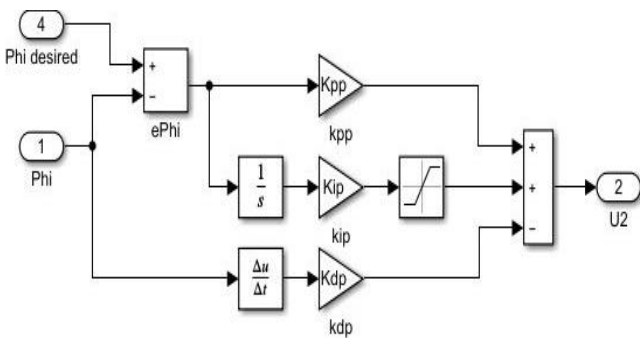 4
Phi desired
+
−
ePhi
Kpp
kpp
1
Phi
1
s
Kip
kip
+
+
−
2
U2
Δu
Δt
Kdp
kdp